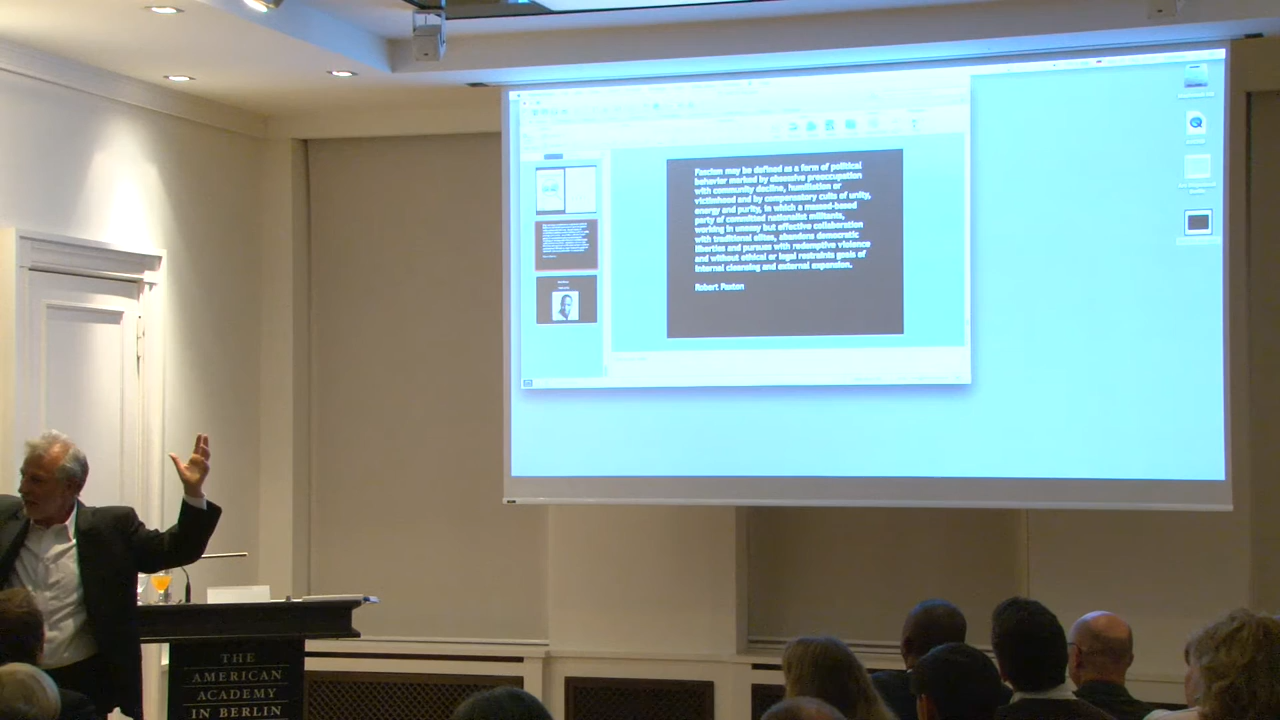 Fascism may be defined as a form of political
behavior marked by obsessive preoccupation
with community decline, humiliation or
victimhood and by compensatory cults of unity,
energy and purity, in which a massed-based
party of committed nationalist militants,
working in uneasy but effective collaboration
with traditional elites, abandons democratic
liberties and pursues with redemptive violence
and without ethical or legal restraints goals of
internal cleansing and external expansion.
Robert Paxton
THE
AMERICAN
ACADEMY
IN BERLIN